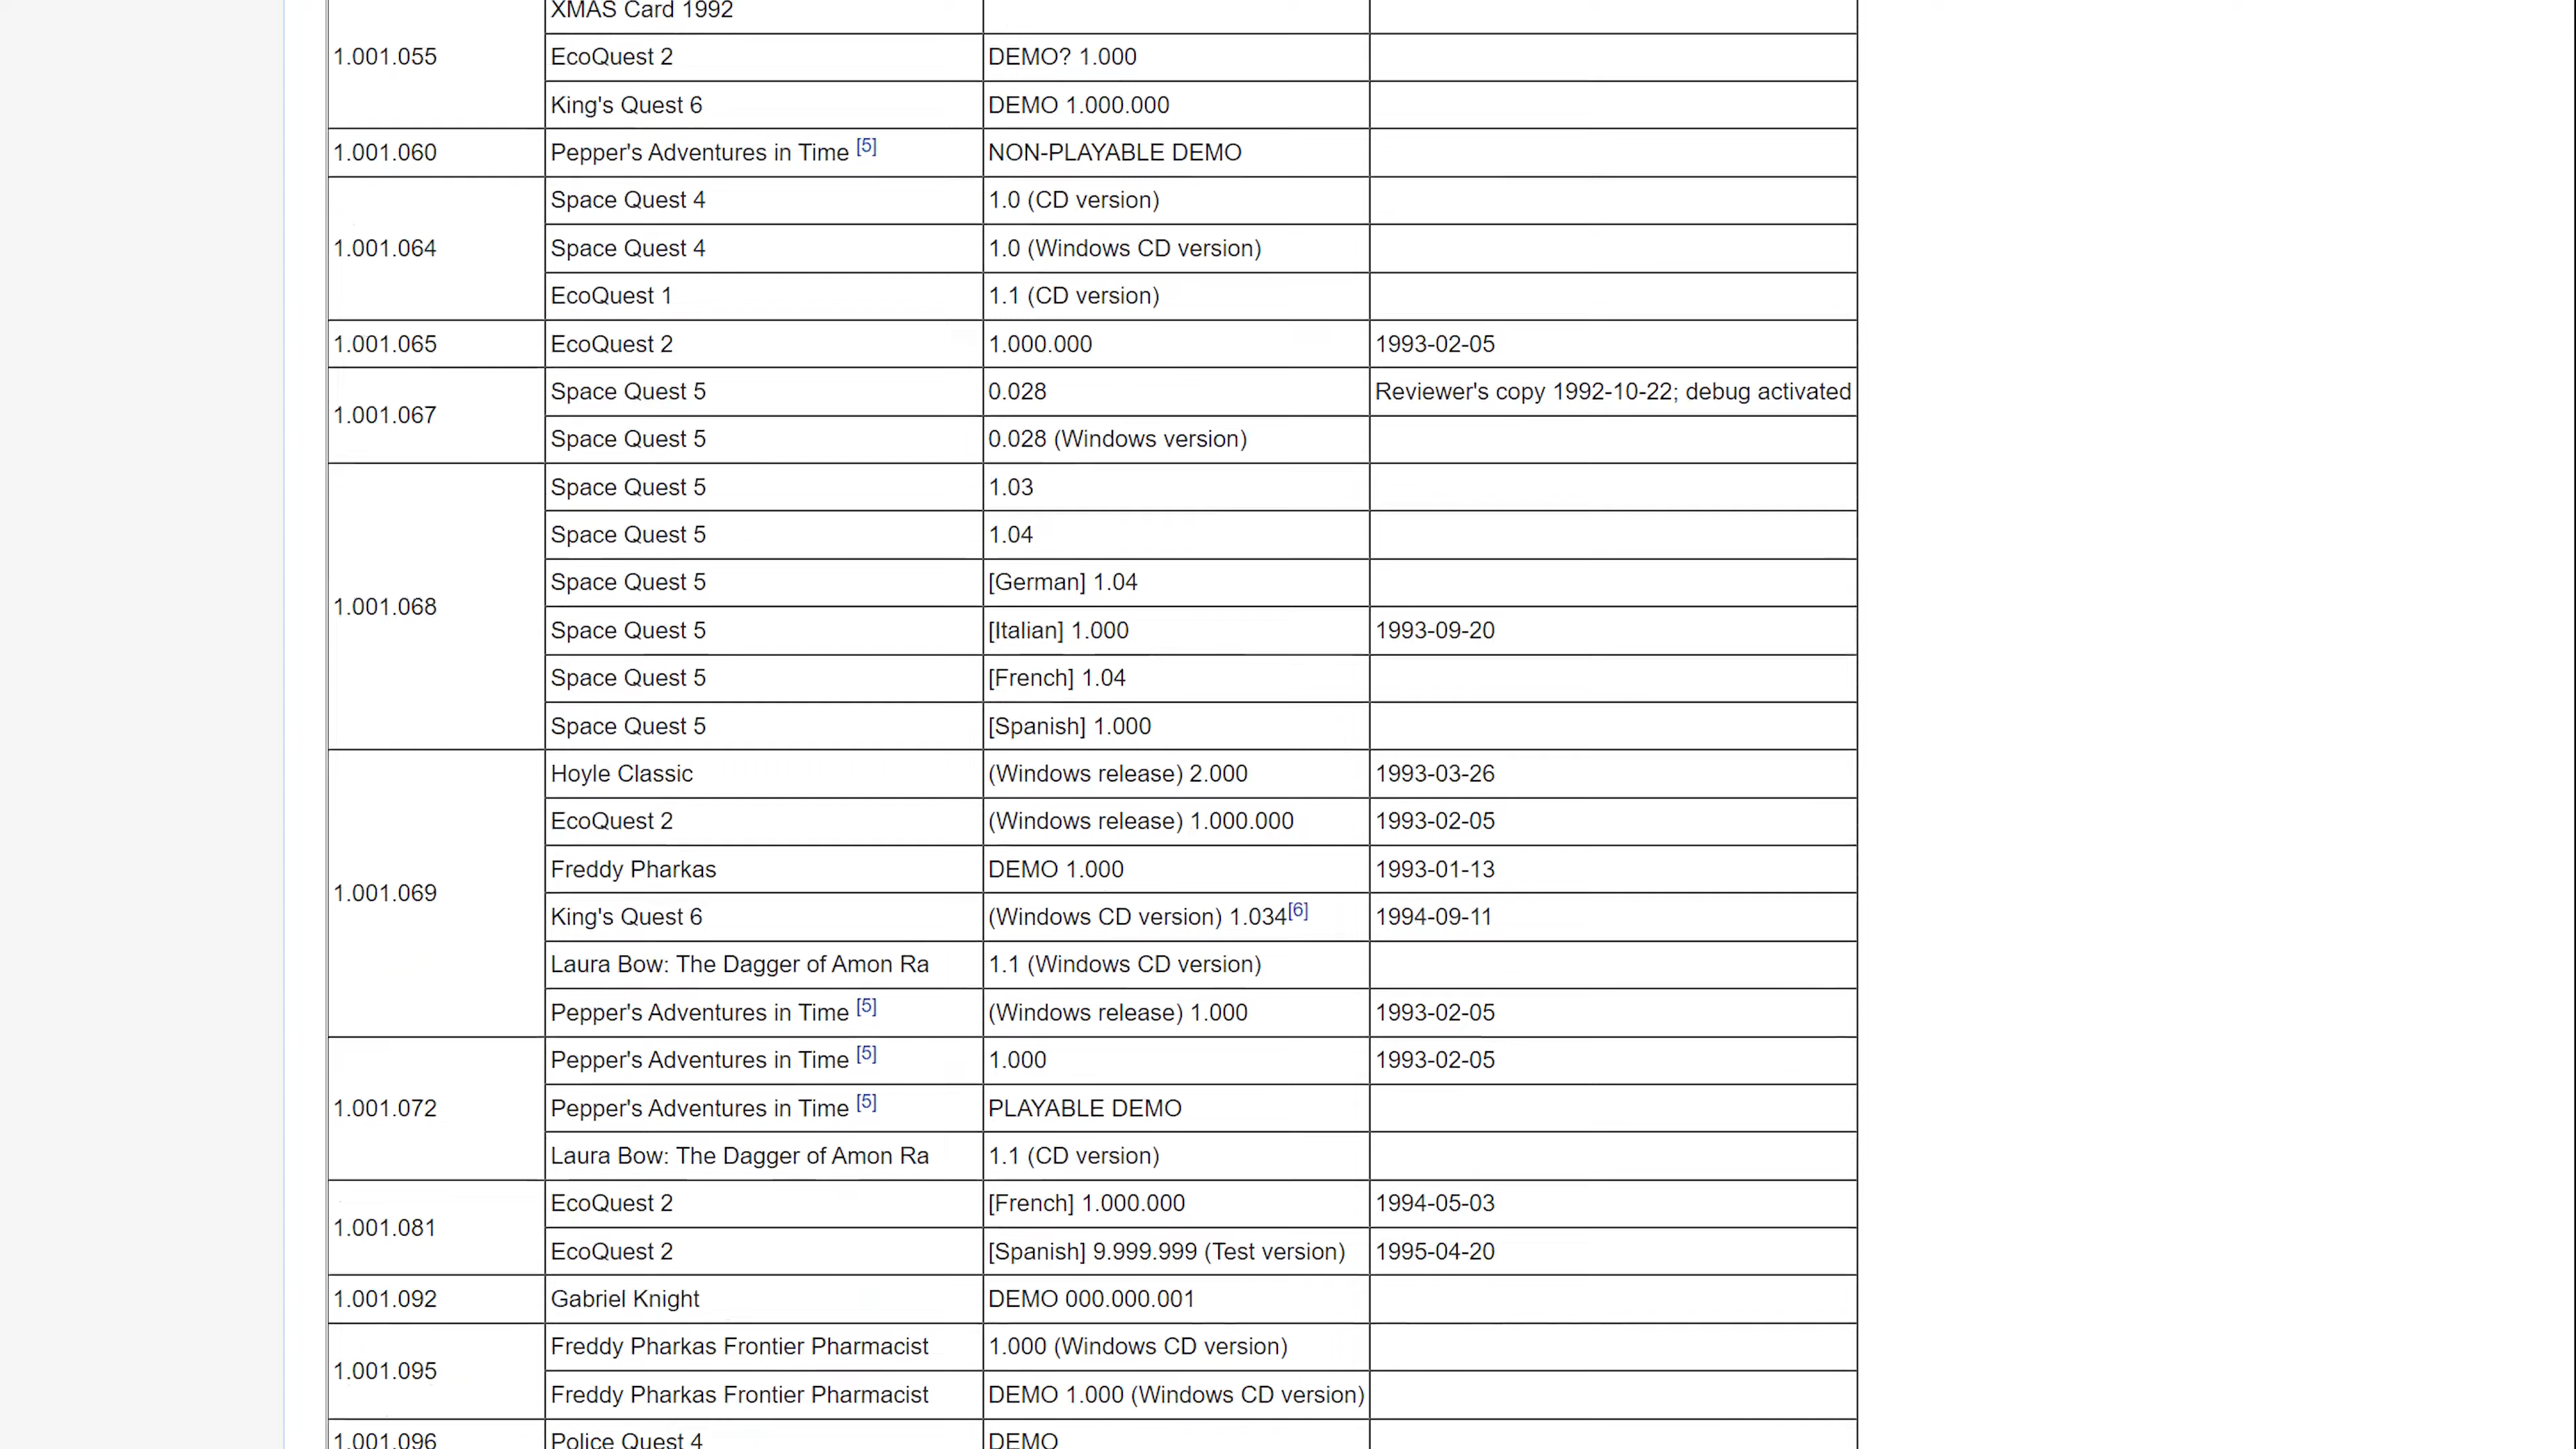 XMAS Card 1992
1.001.055
EcoQuest 2 DEMO? 1.000
King's Quest 6 DEMO 1.000.000
1.001.060 Pepper's Adventures in Time [5] NON-PLAYABLE DEMO
Space Quest 4 1.0 (CD version)
1.001.064 Space Quest 4 1.0 (Windows CD version)
EcoQuest 1 1.1 (CD version)
1.001.065 EcoQuest 2 1.000.000 1993-02-05
1.001.067
Space Quest 5 0.028 Reviewer's copy 1992-10-22; debug activated
Space Quest 5 0.028 (Windows version)
1.001.068
Space Quest 5 1.03
Space Quest 5 1.04
Space Quest 5 [German] 1.04
Space Quest 5 [Italian] 1.000 1993-09-20
Space Quest 5 [French] 1.04
Space Quest 5 [Spanish] 1.000
1.001.069
Hoyle Classic (Windows release) 2.000 1993-03-26
EcoQuest 2 (Windows release) 1.000.000 1993-02-05
Freddy Pharkas DEMO 1.000 1993-01-13
King's Quest 6 (Windows CD version) 1.034[6] 1994-09-11
Laura Bow: The Dagger of Amon Ra 1.1 (Windows CD version)
Pepper's Adventures in Time [5] (Windows release) 1.000 1993-02-05
1.001.072
Pepper's Adventures in Time [5] 1.000 1993-02-05
Pepper's Adventures in Time [5] PLAYABLE DEMO
Laura Bow: The Dagger of Amon Ra 1.1 (CD version)
1.001.081
EcoQuest 2 [French] 1.000.000 1994-05-03
EcoQuest 2 [Spanish] 9.999.999 (Test version) 1995-04-20
1.001.092 Gabriel Knight DEMO 000.000.001
1.001.095
Freddy Pharkas Frontier Pharmacist 1.000 (Windows CD version)
Freddy Pharkas Frontier Pharmacist DEMO 1.000 (Windows CD version)
1.001.096 Police Quest 4 DEMO